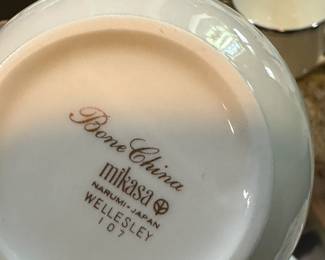 Bone China
mikasa
NARUMI-JAPAN
WELLESLEY
107